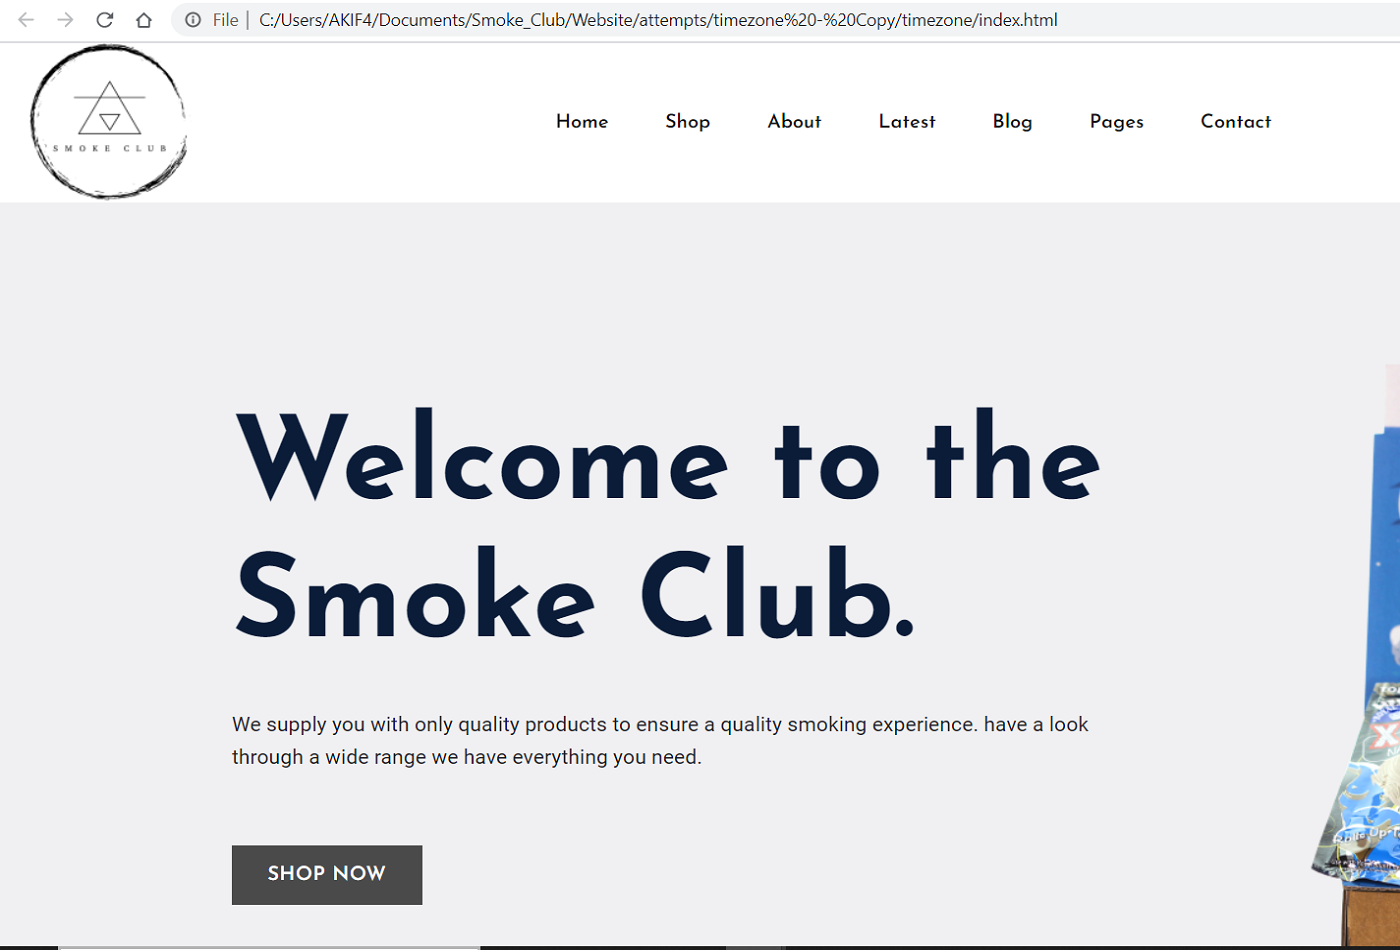 File | C:/Users/AKIF4/Documents/Smoke_Club/Website/attempts/timezone%20-%20Copy/timezone/index.html
SMOKE CLUB
Home Shop About Latest Blog Pages Contact
Welcome to the
Smoke Club.
We supply you with only quality products to ensure a quality smoking experience. have a look
through a wide range we have everything you need.
SHOP NOW